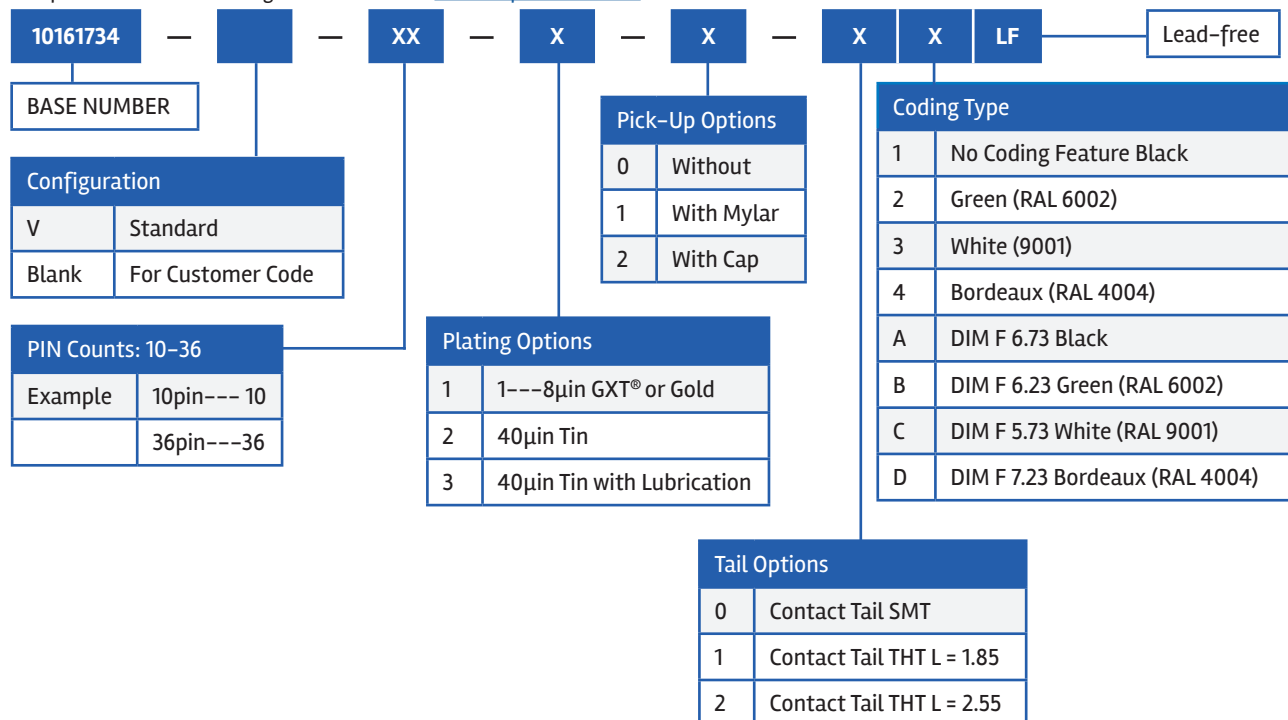 10161734 — — XX — X — X — X X LF Lead-free
BASE NUMBER
Configuration
V Standard
Blank For Customer Code
PIN Counts: 10-36
Example 10pin--- 10
36pin---36
Plating Options
1 1---8µin GXT® or Gold
2 40µin Tin
3 40µin Tin with Lubrication
Pick-Up Options
0 Without
1 With Mylar
2 With Cap
Coding Type
1 No Coding Feature Black
2 Green (RAL 6002)
3 White (9001)
4 Bordeaux (RAL 4004)
A DIM F 6.73 Black
B DIM F 6.23 Green (RAL 6002)
C DIM F 5.73 White (RAL 9001)
D DIM F 7.23 Bordeaux (RAL 4004)
Tail Options
0 Contact Tail SMT
1 Contact Tail THT L = 1.85
2 Contact Tail THT L = 2.55